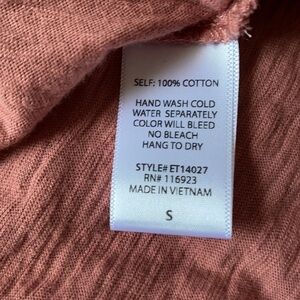 SELF: 100% COTTON
HAND WASH COLD
WATER SEPARATELY
COLOR WILL BLEED
NO BLEACH
HANG TO DRY
STYLE# ET14027
RN# 116923
MADE IN VIETNAM
S